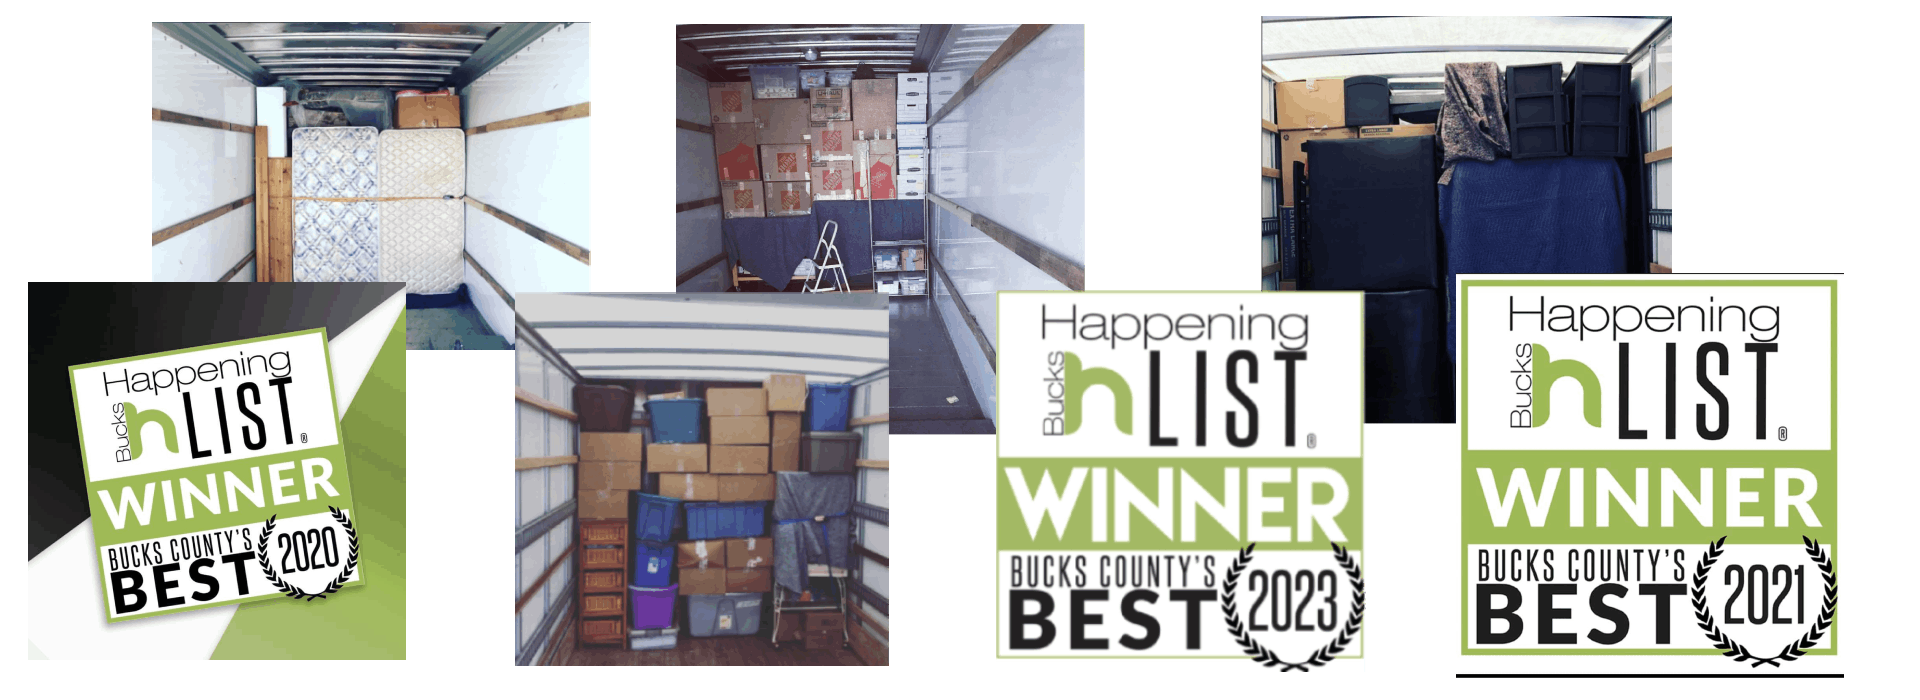 Happening
Bucks
h LIST®
WINNER
BUCKS COUNTY'S
BEST
2020
Happening
Bucks
h LIST®
WINNER
BUCKS COUNTY'S
BEST
2023
Happening
Bucks
h LIST®
WINNER
BUCKS COUNTY'S
BEST
2021